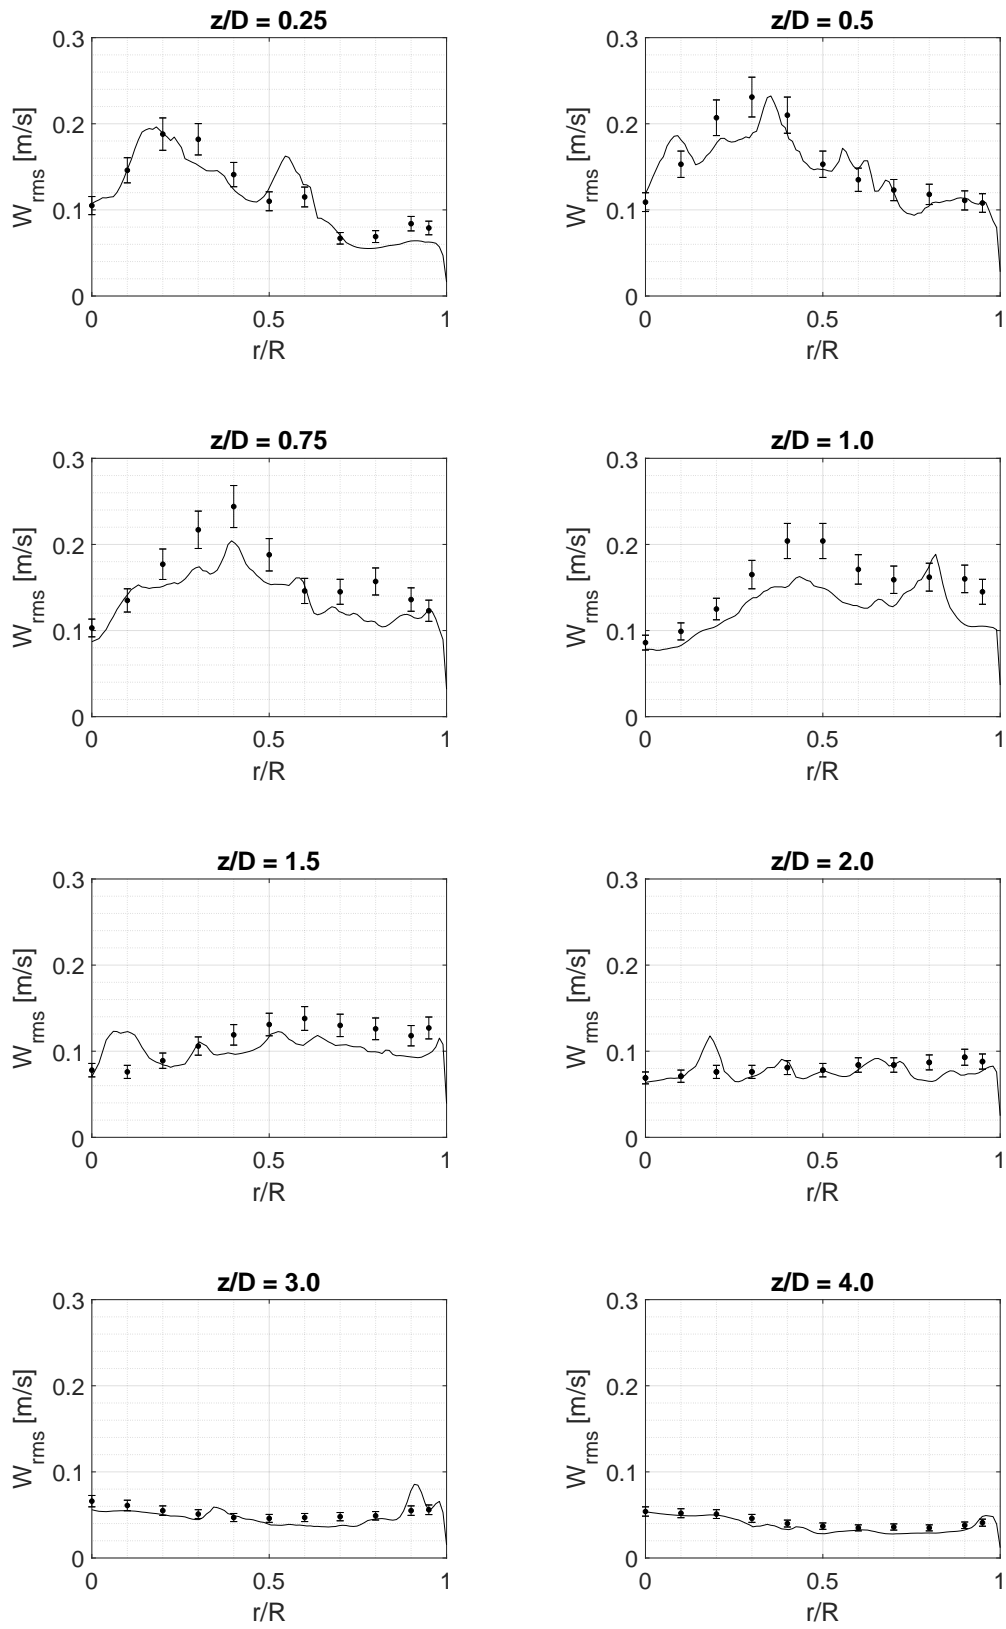 z/D = 0.25
0.3
0.2
0.1
0
W_rms [m/s]
0 0.5 1
r/R
z/D = 0.5
0.3
0.2
0.1
0
W_rms [m/s]
0 0.5 1
r/R
z/D = 0.75
0.3
0.2
0.1
0
W_rms [m/s]
0 0.5 1
r/R
z/D = 1.0
0.3
0.2
0.1
0
W_rms [m/s]
0 0.5 1
r/R
z/D = 1.5
0.3
0.2
0.1
0
W_rms [m/s]
0 0.5 1
r/R
z/D = 2.0
0.3
0.2
0.1
0
W_rms [m/s]
0 0.5 1
r/R
z/D = 3.0
0.3
0.2
0.1
0
W_rms [m/s]
0 0.5 1
r/R
z/D = 4.0
0.3
0.2
0.1
0
W_rms [m/s]
0 0.5 1
r/R